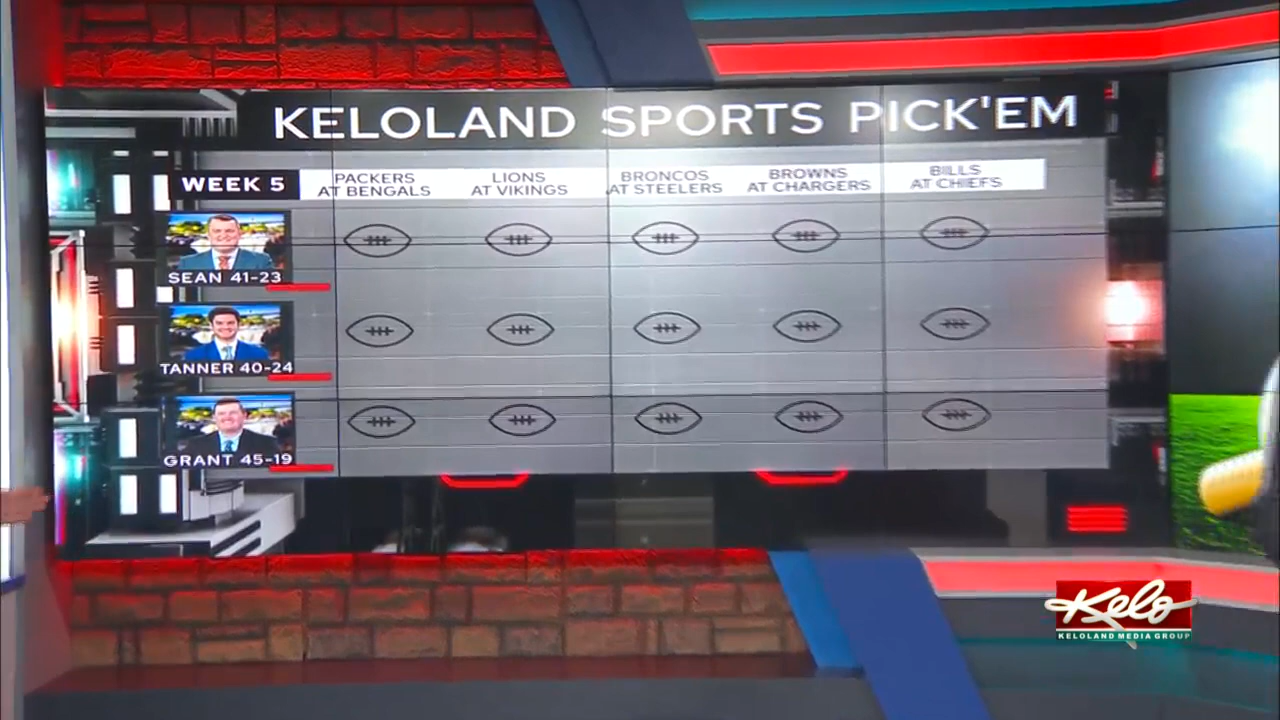 KELOLAND SPORTS PICK'EM
WEEK 5
PACKERS
AT BENGALS
LIONS
AT VIKINGS
BRONCOS
AT STEELERS
BROWNS
AT CHARGERS
BILLS
AT CHIEFS
SEAN 41-23
TANNER 40-24
GRANT 45-19
Kelo
KELOLAND MEDIA GROUP